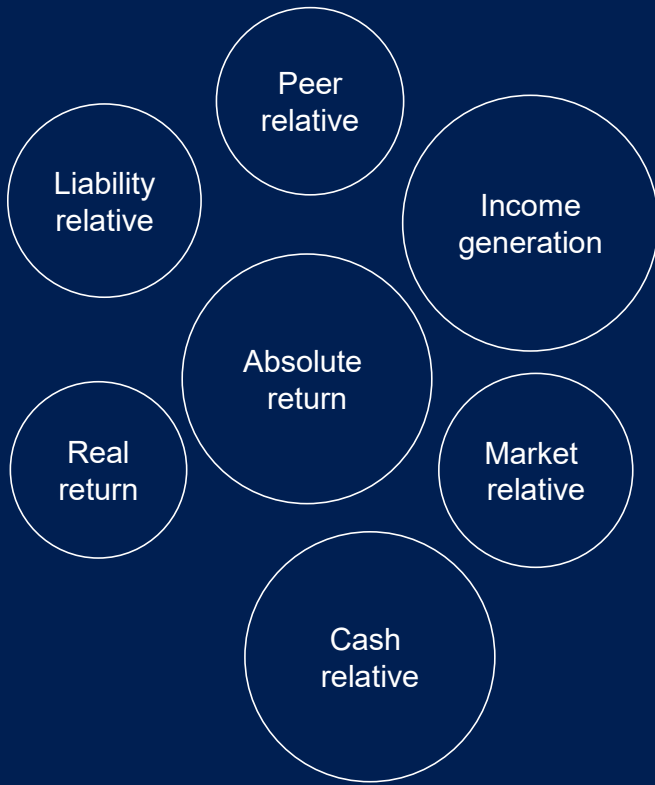 Peer
relative
Liability
relative
Income
generation
Absolute
return
Real
return
Market
relative
Cash
relative